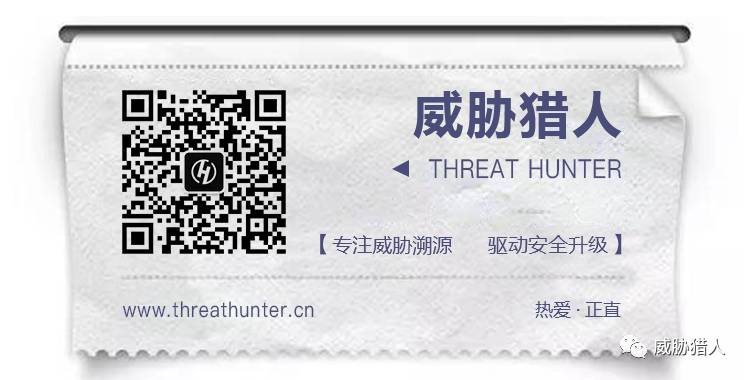 威胁猎人
◀ THREAT HUNTER
【 专注威胁溯源 驱动安全升级 】
www.threathunter.cn
热爱·正直
威胁猎人